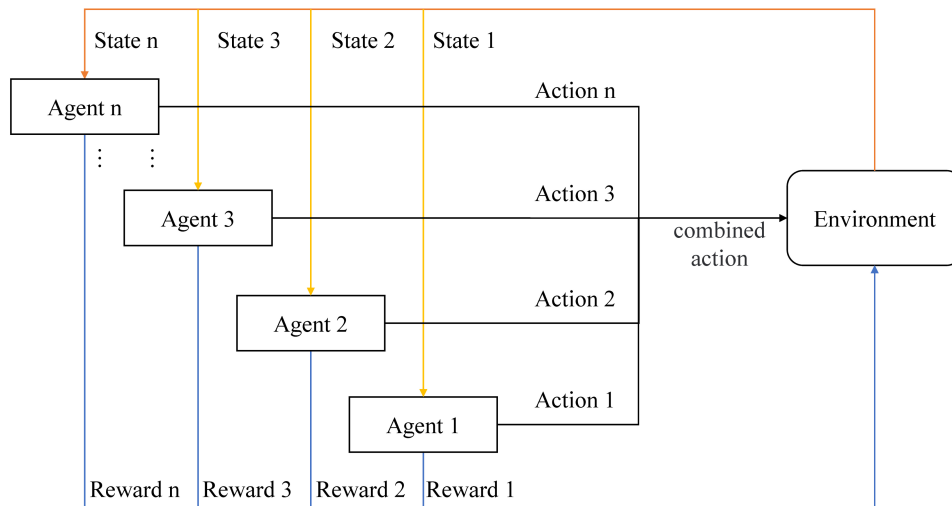 State n
State 3
State 2
State 1
Agent n
Action n
⋮ ⋮
Agent 3
Action 3
combined
action
Environment
Agent 2
Action 2
Agent 1
Action 1
Reward n
Reward 3
Reward 2
Reward 1